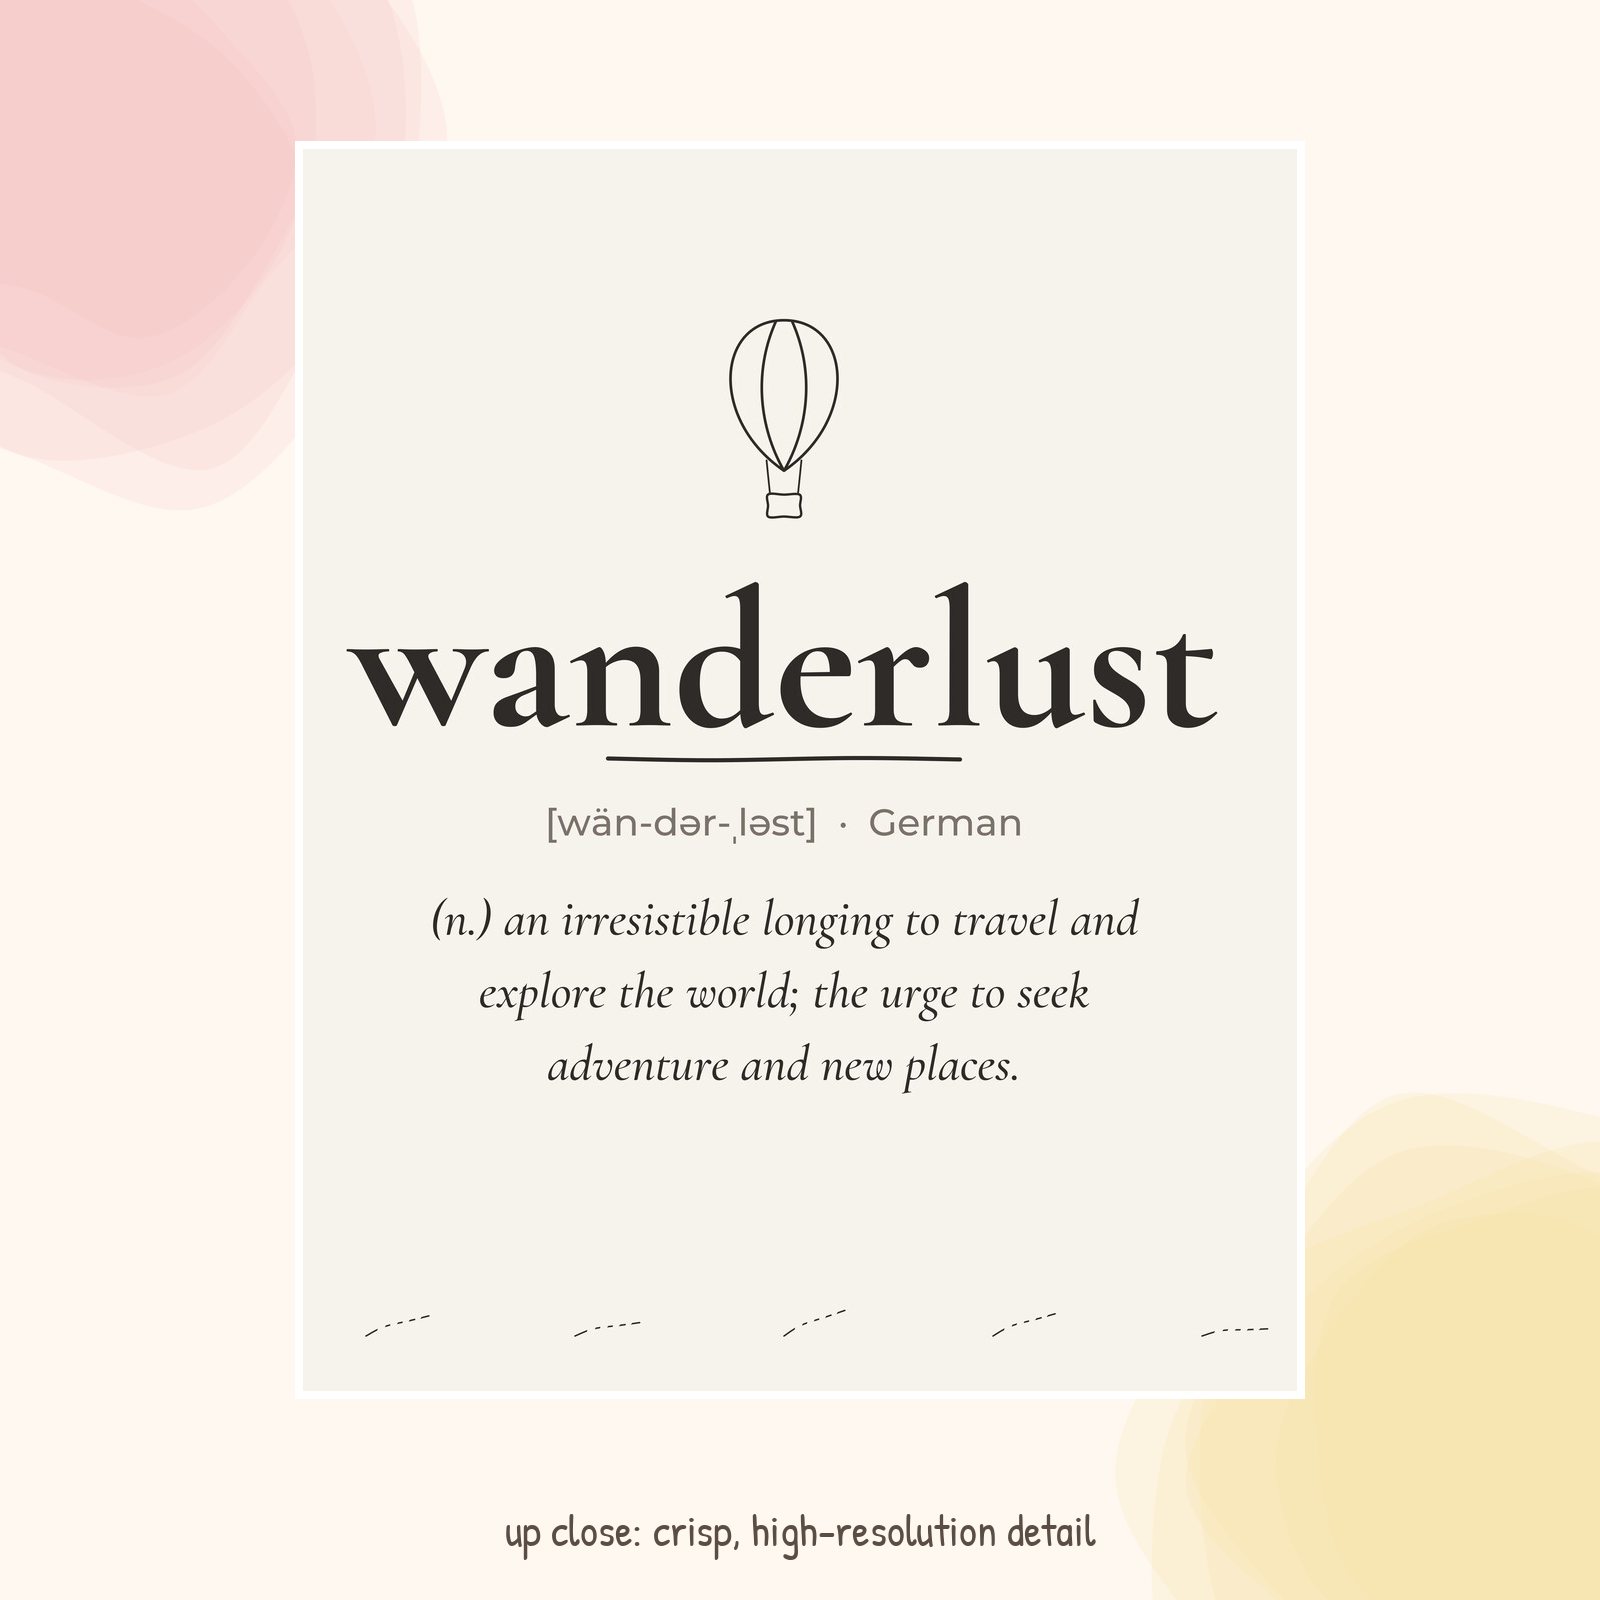 wanderlust
[wän-dər-ˌləst] · German
(n.) an irresistible longing to travel and
explore the world; the urge to seek
adventure and new places.
up close: crisp, high-resolution detail